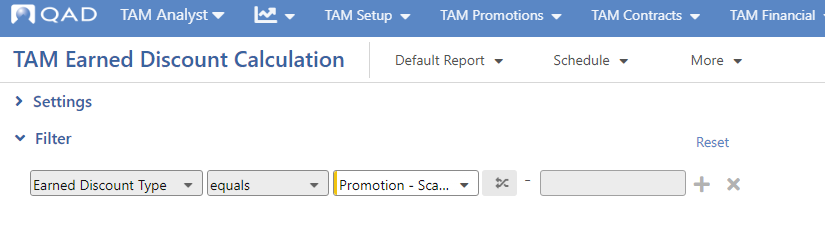 QAD TAM Analyst TAM Setup TAM Promotions TAM Contracts TAM Financial
TAM Earned Discount Calculation Default Report Schedule More
Settings
Filter
Reset
Earned Discount Type equals Promotion - Sca... -